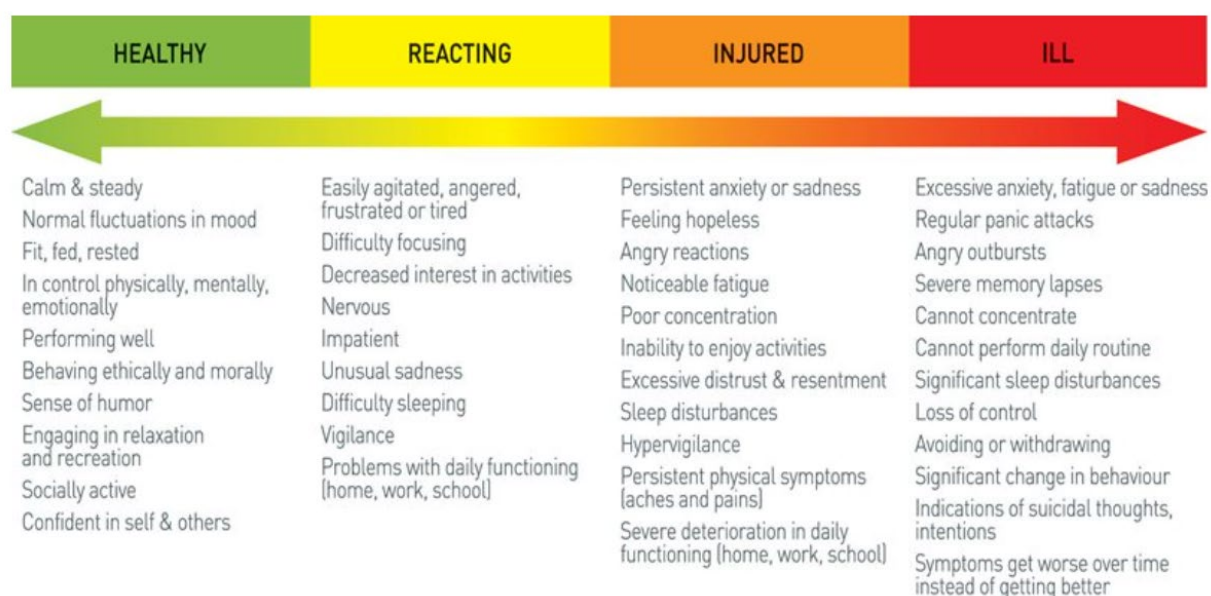 HEALTHY
REACTING
INJURED
ILL
Calm & steady
Normal fluctuations in mood
Fit, fed, rested
In control physically, mentally,
emotionally
Performing well
Behaving ethically and morally
Sense of humor
Engaging in relaxation
and recreation
Socially active
Confident in self & others
Easily agitated, angered,
frustrated or tired
Difficulty focusing
Decreased interest in activities
Nervous
Impatient
Unusual sadness
Difficulty sleeping
Vigilance
Problems with daily functioning
(home, work, school)
Persistent anxiety or sadness
Feeling hopeless
Angry reactions
Noticeable fatigue
Poor concentration
Inability to enjoy activities
Excessive distrust & resentment
Sleep disturbances
Hypervigilance
Persistent physical symptoms
(aches and pains)
Severe deterioration in daily
functioning (home, work, school)
Excessive anxiety, fatigue or sadness
Regular panic attacks
Angry outbursts
Severe memory lapses
Cannot concentrate
Cannot perform daily routine
Significant sleep disturbances
Loss of control
Avoiding or withdrawing
Significant change in behaviour
Indications of suicidal thoughts,
intentions
Symptoms get worse over time
instead of getting better